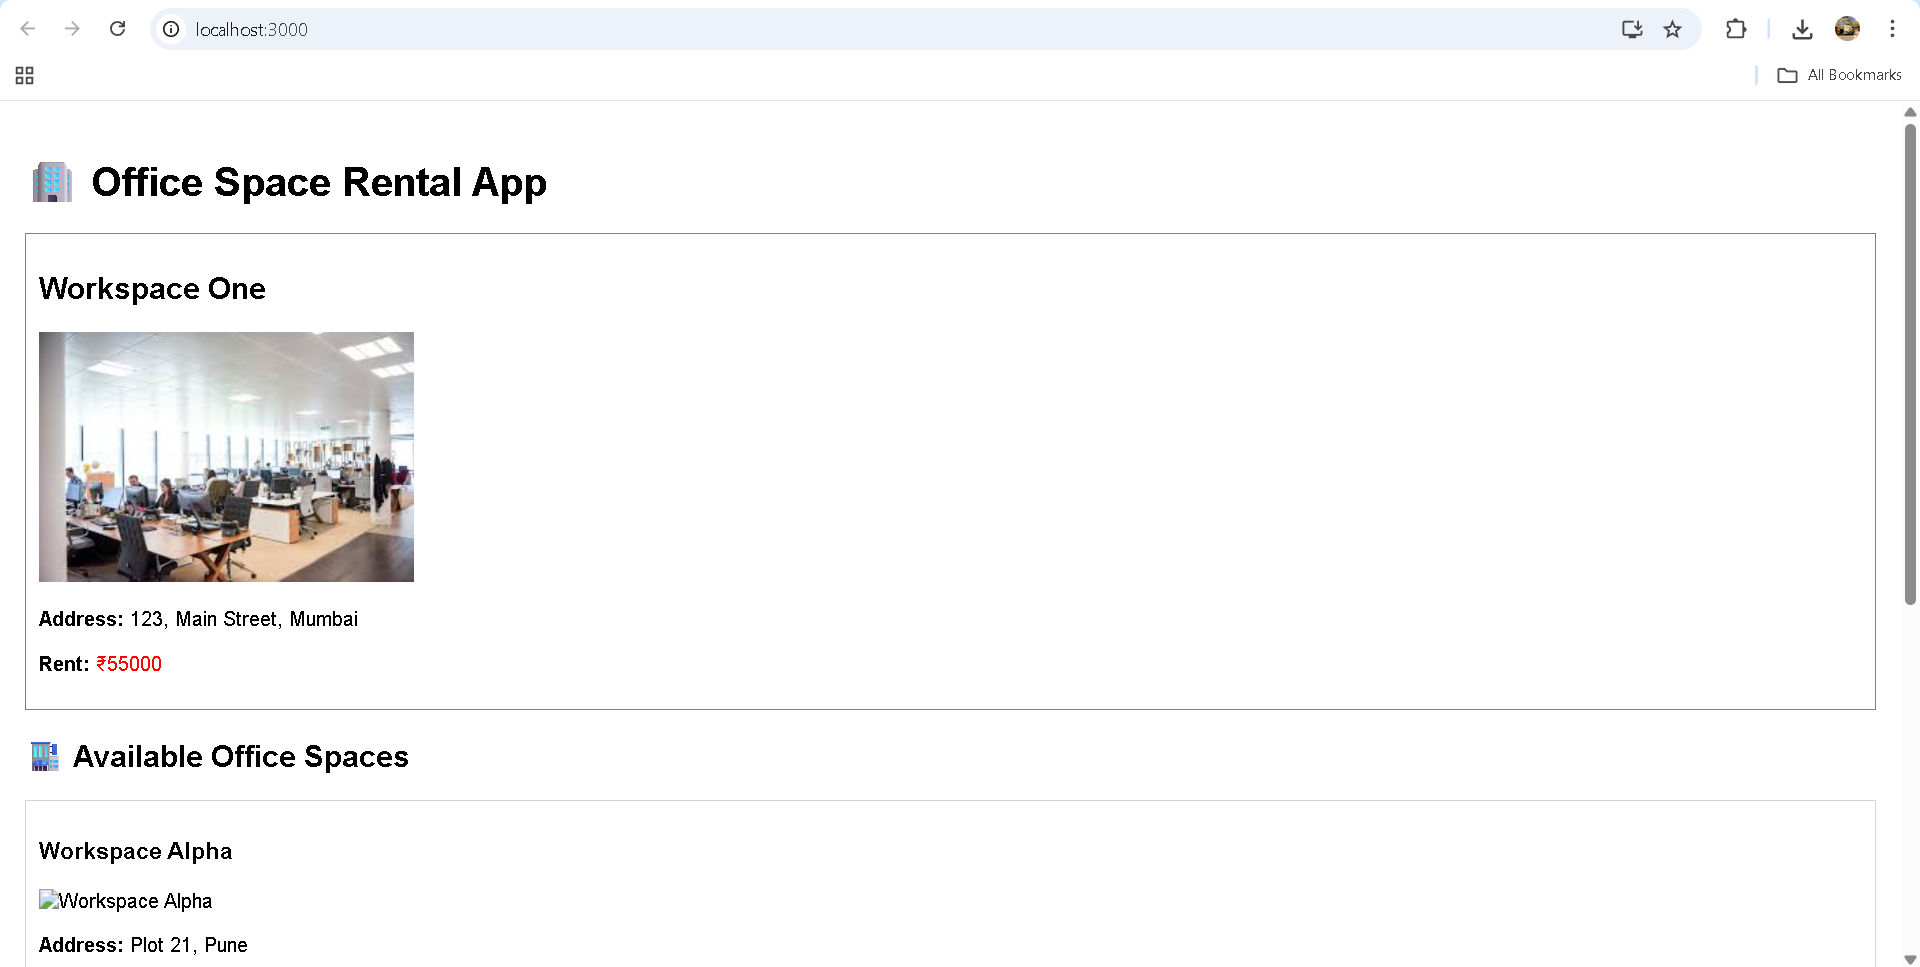 localhost:3000
All Bookmarks
Office Space Rental App
Workspace One
Address: 123, Main Street, Mumbai
Rent: ₹55000
Available Office Spaces
Workspace Alpha
Workspace Alpha
Address: Plot 21, Pune